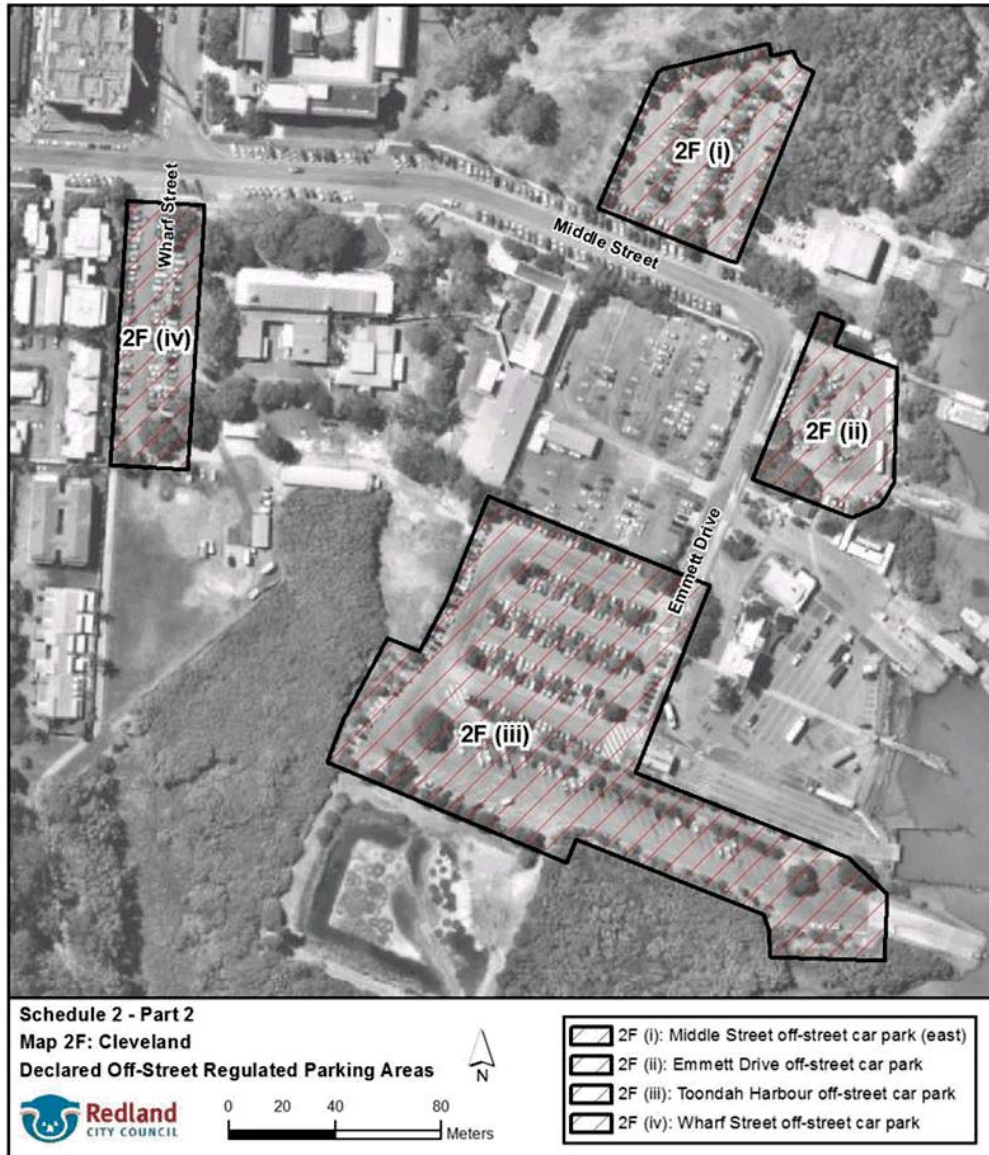 2F (i)
Wharf Street
Middle Street
2F (iv)
2F (ii)
Emmett Drive
2F (iii)
Schedule 2 - Part 2
Map 2F: Cleveland
Declared Off-Street Regulated Parking Areas
N
Redland
CITY COUNCIL
0 20 40 80
Meters
2F (i): Middle Street off-street car park (east)
2F (ii): Emmett Drive off-street car park
2F (iii): Toondah Harbour off-street car park
2F (iv): Wharf Street off-street car park